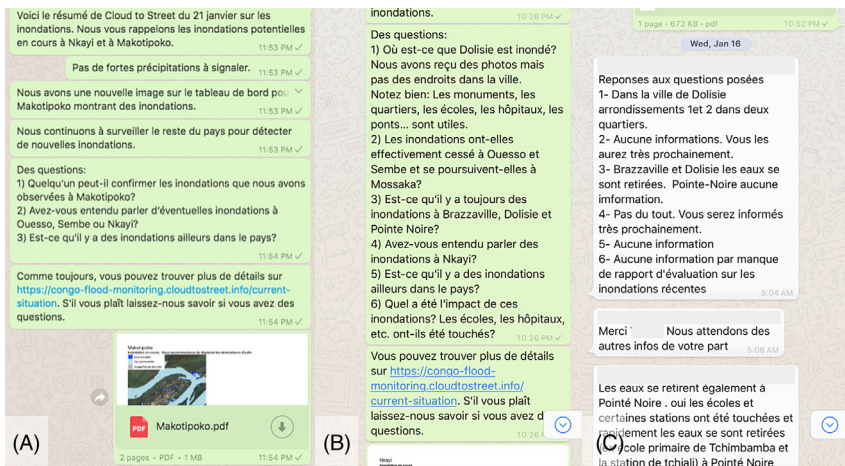 Voici le résumé de Cloud to Street du 21 janvier sur les
inondations. Nous vous rappelons les inondations potentielles
en cours à Nkayi et à Makotipoko.
11:53 PM
Pas de fortes précipitations à signaler.
11:53 PM
Nous avons une nouvelle image sur le tableau de bord pou
Makotipoko montrant des inondations.
11:53 PM
Nous continuons à surveiller le reste du pays pour détecter
de nouvelles inondations.
11:53 PM
Des questions:
1) Quelqu'un peut-il confirmer les inondations que nous avons
observées à Makotipoko?
2) Avez-vous entendu parler d'éventuelles inondations à
Ouesso, Sembe ou Nkayi?
3) Est-ce qu'il y a des inondations ailleurs dans le pays?
11:54 PM
Comme toujours, vous pouvez trouver plus de détails sur
https://congo-flood-monitoring.cloudtostreet.info/current-
situation. S'il vous plaît laissez-nous savoir si vous avez des
questions.
11:54 PM
Makotipoko
PDF
Makotipoko.pdf
2 pages • PDF • 1 MB
11:54 PM
(A)
inondations.
10:26 PM
Des questions:
1) Où est-ce que Dolisie est inondé?
Nous avons reçu des photos mais
pas des endroits dans la ville.
Notez bien: Les monuments, les
quartiers, les écoles, les hôpitaux, les
ponts... sont utiles.
2) Les inondations ont-elles
effectivement cessé à Ouesso et
Sembe et se poursuivent-elles à
Mossaka?
3) Est-ce qu'il y a toujours des
inondations à Brazzaville, Dolisie et
Pointe Noire?
4) Avez-vous entendu parler des
inondations à Nkayi?
5) Est-ce qu'il y a des inondations
ailleurs dans le pays?
6) Quel a été l'impact de ces
inondations? Les écoles, les hôpitaux,
etc. ont-ils été touchés?
10:26 PM
Vous pouvez trouver plus de détails
sur https://congo-flood-
monitoring.cloudtostreet.info/
current-situation. S'il vous plaît
laissez-nous savoir si vous avez d
questions.
10:26
Nkayi
(B)
1 page • 672 KB • pdf
10:52 PM
Wed, Jan 16
Reponses aux questions posées
1- Dans la ville de Dolisie
arrondissements 1et 2 dans deux
quartiers.
2- Aucune informations. Vous les
aurez très prochainement.
3- Brazzaville et Dolisie les eaux se
sont retirées. Pointe-Noire aucune
imformation.
4- Pas du tout. Vous serez informés
très prochainement.
5- Aucune information
6- Aucune information par manque
de rapport d'évaluation sur les
inondations récentes
5:04 AM
Merci Nous attendons des
autres infos de votre part
5:08 AM
Les eaux se retirent également à
Pointé Noire . oui les écoles et
certaines stations ont été touchées et
rapidement les eaux se sont retirées
école primaire de Tchimbamba et
la station de tchiali) à Pointé Noire
(C)